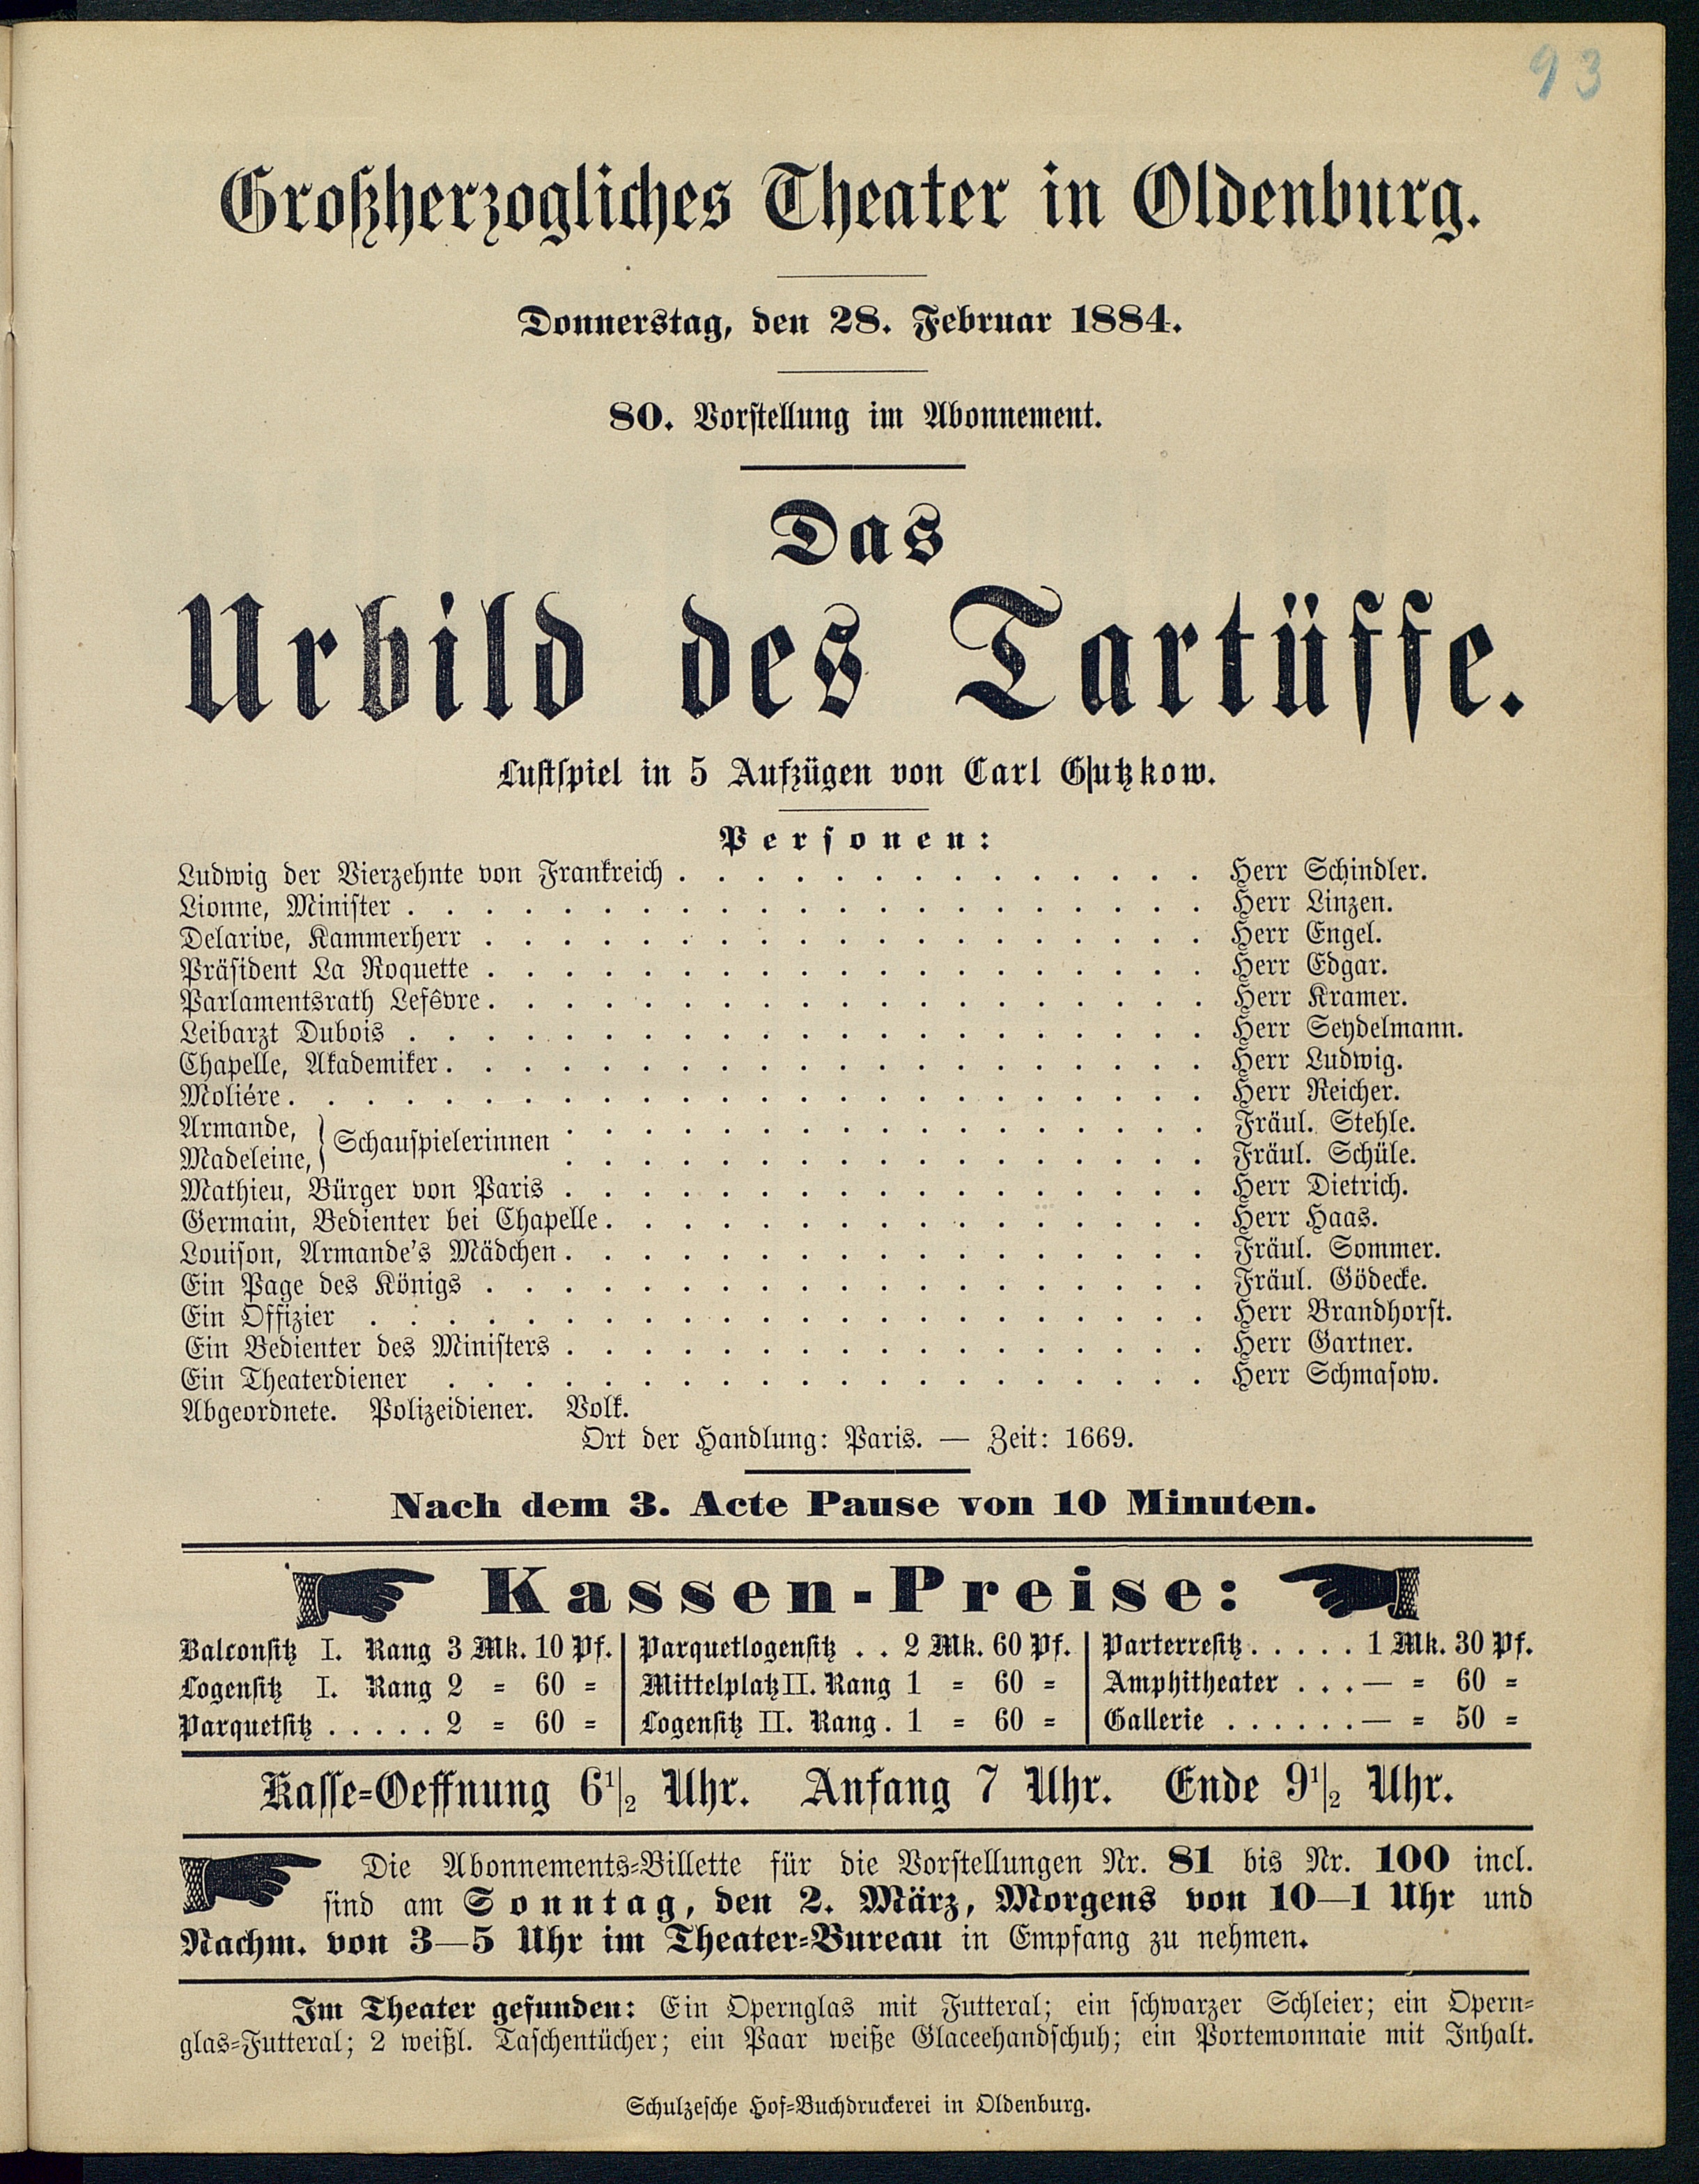 93
Großherzogliches Theater in Oldenburg.
Donnerstag, den 28. Februar 1884.
80. Vorstellung im Abonnement.
Das
Urbild des Tartüffe.
Lustspiel in 5 Aufzügen von Carl Gutzkow.
Personen:
Ludwig der Vierzehnte von Frankreich . . . . . . . . . . . . . . Herr Schindler.
Lionne, Minister . . . . . . . . . . . . . . . . . . . . . Herr Linzen.
Delarive, Kammerherr . . . . . . . . . . . . . . . . . . . Herr Engel.
Präsident La Roquette . . . . . . . . . . . . . . . . . . . Herr Edgar.
Parlamentsrath Lefêvre . . . . . . . . . . . . . . . . . . . Herr Kramer.
Leibarzt Dubois . . . . . . . . . . . . . . . . . . . . . Herr Seydelmann.
Chapelle, Akademiker . . . . . . . . . . . . . . . . . . . . Herr Ludwig.
Moliére . . . . . . . . . . . . . . . . . . . . . . . . Herr Reicher.
Armande, } Schauspielerinnen . . . . . . . . . . . . . . . . . Fräul. Stehle.
Madeleine, } . . . . . . . . . . . . . . . . . Fräul. Schüle.
Mathieu, Bürger von Paris . . . . . . . . . . . . . . . . . Herr Dietrich.
Germain, Bedienter bei Chapelle . . . . . . . . . . . . . . . . Herr Haas.
Louison, Armande's Mädchen . . . . . . . . . . . . . . . . . Fräul. Sommer.
Ein Page des Königs . . . . . . . . . . . . . . . . . . . Fräul. Gödecke.
Ein Offizier . . . . . . . . . . . . . . . . . . . . . . Herr Brandhorst.
Ein Bedienter des Ministers . . . . . . . . . . . . . . . . . Herr Gartner.
Ein Theaterdiener . . . . . . . . . . . . . . . . . . . . Herr Schmasow.
Abgeordnete. Polizeidiener. Volk.
Ort der Handlung: Paris. — Zeit: 1669.
Nach dem 3. Acte Pause von 10 Minuten.
Kassen-Preise:
Balconsitz I. Rang 3 Mk. 10 Pf. | Parquetlogensitz . . 2 Mk. 60 Pf. | Parterresitz . . . . . 1 Mk. 30 Pf.
Logensitz I. Rang 2 = 60 = | Mittelplatz II. Rang 1 = 60 = | Amphitheater . . . — = 60 =
Parquetsitz . . . . . 2 = 60 = | Logensitz II. Rang . 1 = 60 = | Gallerie . . . . . . — = 50 =
Kasse-Oeffnung 6½ Uhr. Anfang 7 Uhr. Ende 9½ Uhr.
Die Abonnements-Billette für die Vorstellungen Nr. 81 bis Nr. 100 incl.
sind am Sonntag, den 2. März, Morgens von 10—1 Uhr und
Nachm. von 3—5 Uhr im Theater-Bureau in Empfang zu nehmen.
Im Theater gefunden: Ein Opernglas mit Futteral; ein schwarzer Schleier; ein Opern-
glas-Futteral; 2 weißl. Taschentücher; ein Paar weiße Glaceehandschuh; ein Portemonnaie mit Inhalt.
Schulzesche Hof-Buchdruckerei in Oldenburg.